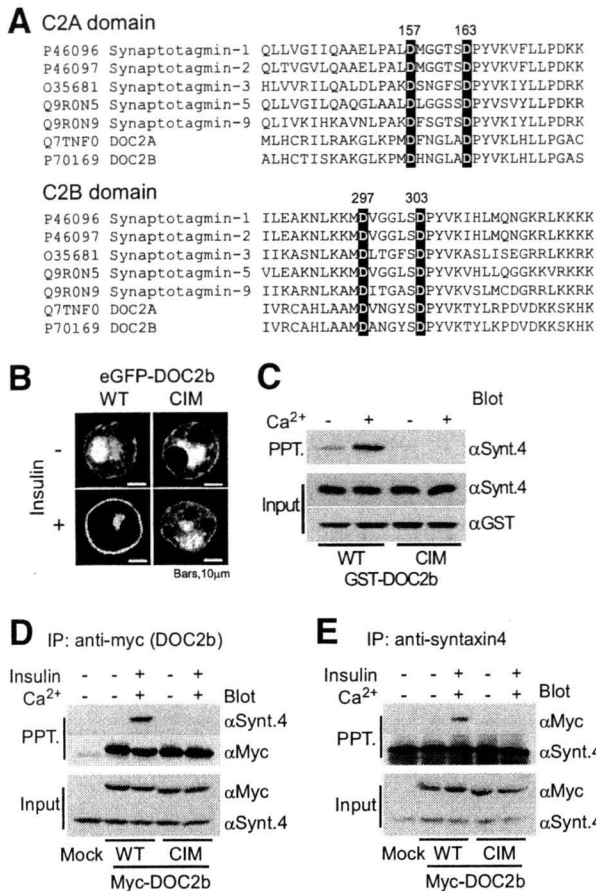 A
C2A domain
157 163
P46096 Synaptotagmin-1 QLLVGIIQAAELPALDMGGTSDPYVKVFLLPDKK
P46097 Synaptotagmin-2 QLTVGVLQAAELPALDMGGTSDPYVKVFLLPDKK
O35681 Synaptotagmin-3 HLVVRILQALDLPAKDSNGFSDPYVKIYLLPDRK
Q9R0N5 Synaptotagmin-5 QLLVGILQAQGLAALDLGGSSDPYVSVYLLPDKR
Q9R0N9 Synaptotagmin-9 QLIVKIHKAVNLPAKDFSGTSDPYVKIYLLPDRK
Q7TNF0 DOC2A MLHCRILRAKGLKPMDFNGLADPYVKLHLLPGAC
P70169 DOC2B ALHCTISKAKGLKPMDHNGLADPYVKLHLLPGAS
C2B domain
297 303
P46096 Synaptotagmin-1 ILEAKNLKKMDVGGLSDPYVKIHLMQNGKRLKKKK
P46097 Synaptotagmin-2 ILEAKNLKKMDVGGLSDPYVKIHLMQNGKRLKKKK
O35681 Synaptotagmin-3 IIKASNLKAMDLTGFSDPYVKASLISEGRRLKKRK
Q9R0N5 Synaptotagmin-5 VLEAKNLKKMDVGGLSDPYVKVHLLQGGKKVRKKK
Q9R0N9 Synaptotagmin-9 IIKARNLKAMDITGASDPYVKVSLMCDGRRLKKRK
Q7TNF0 DOC2A IVRCAHLAAMDVNGYSDPYVKTYLRPDVDKKSKHK
P70169 DOC2B IVRCAHLAAMDANGYSDPYVKTYLKPDVDKKSKHK
B
eGFP-DOC2b
WT CIM
Insulin
-
+
Bars,10μm
C
Blot
Ca2+ - + - +
PPT. αSynt.4
Input αSynt.4
αGST
WT CIM
GST-DOC2b
D
IP: anti-myc (DOC2b)
Insulin - - + - +
Ca2+ - - + - + Blot
PPT. αSynt.4
αMyc
Input αMyc
αSynt.4
Mock WT CIM
Myc-DOC2b
E
IP: anti-syntaxin4
Insulin - - + - +
Ca2+ - - + - + Blot
PPT. αMyc
αSynt.4
Input αMyc
αSynt.4
Mock WT CIM
Myc-DOC2b